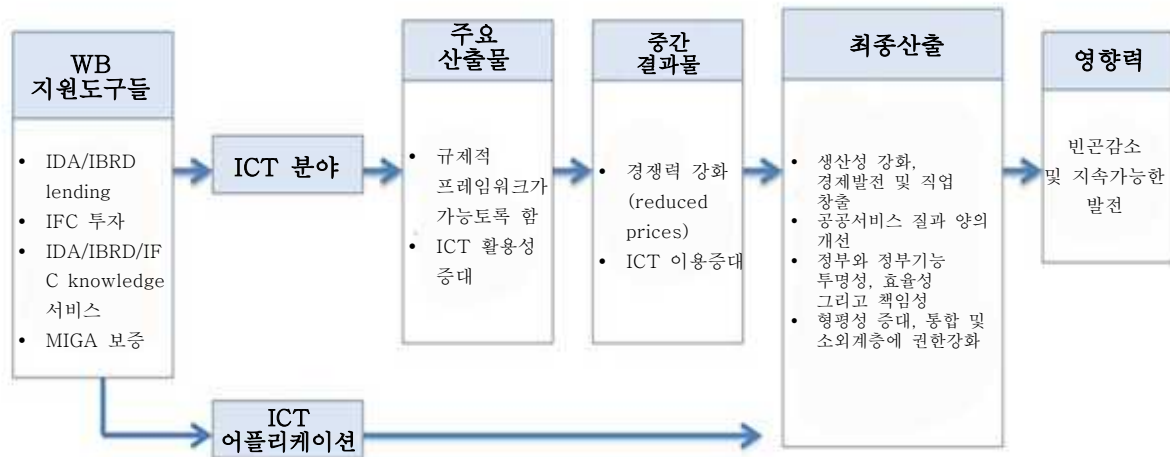 WB
지원도구들
• IDA/IBRD
lending
• IFC 투자
• IDA/IBRD/IF
C knowledge
서비스
• MIGA 보증
ICT 분야
주요
산출물
• 규제적
프레임워크가
가능토록 함
• ICT 활용성
증대
중간
결과물
• 경쟁력 강화
(reduced
prices)
• ICT 이용증대
최종산출
• 생산성 강화,
경제발전 및 직업
창출
• 공공서비스 질과 양의
개선
• 정부와 정부기능
투명성, 효율성
그리고 책임성
• 형평성 증대, 통합 및
소외계층에 권한강화
영향력
빈곤감소
및 지속가능한
발전
ICT
어플리케이션